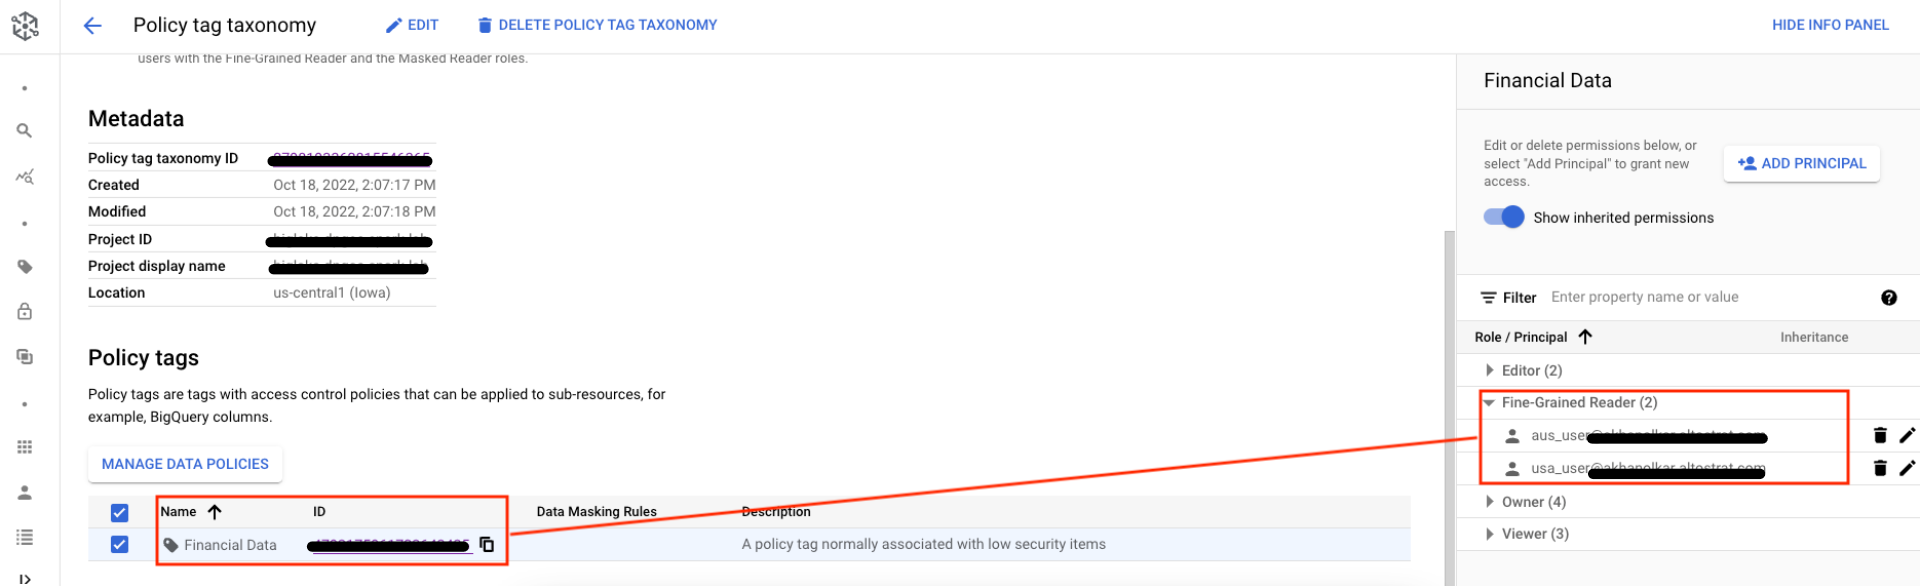 Policy tag taxonomy
EDIT
DELETE POLICY TAG TAXONOMY
HIDE INFO PANEL
users with the Fine-Grained Reader and the Masked Reader roles.
Metadata
Policy tag taxonomy ID
Created Oct 18, 2022, 2:07:17 PM
Modified Oct 18, 2022, 2:07:18 PM
Project ID
Project display name
Location us-central1 (Iowa)
Policy tags
Policy tags are tags with access control policies that can be applied to sub-resources, for
example, BigQuery columns.
MANAGE DATA POLICIES
Name ID Data Masking Rules Description
Financial Data A policy tag normally associated with low security items
Financial Data
Edit or delete permissions below, or
select "Add Principal" to grant new
access.
ADD PRINCIPAL
Show inherited permissions
Filter Enter property name or value
Role / Principal Inheritance
Editor (2)
Fine-Grained Reader (2)
aus_user
usa_user
Owner (4)
Viewer (3)